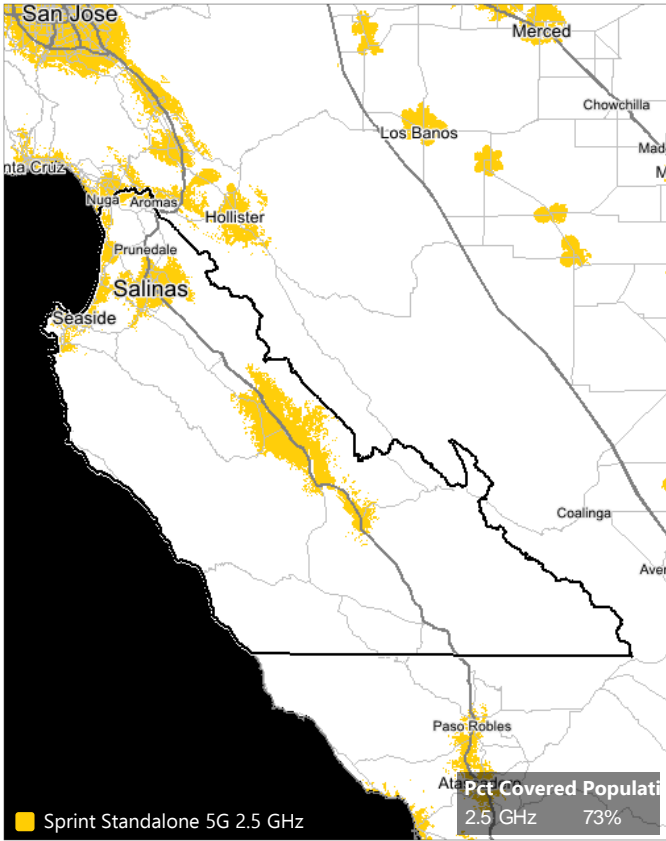 San Jose
Merced
Chowchilla
Los Banos
Mad
M
nta Cruz
Nuga
Aromas
Hollister
Prunedale
Salinas
Seaside
Coalinga
Aver
Paso Robles
Pct Covered Populati
2.5 GHz 73%
Sprint Standalone 5G 2.5 GHz